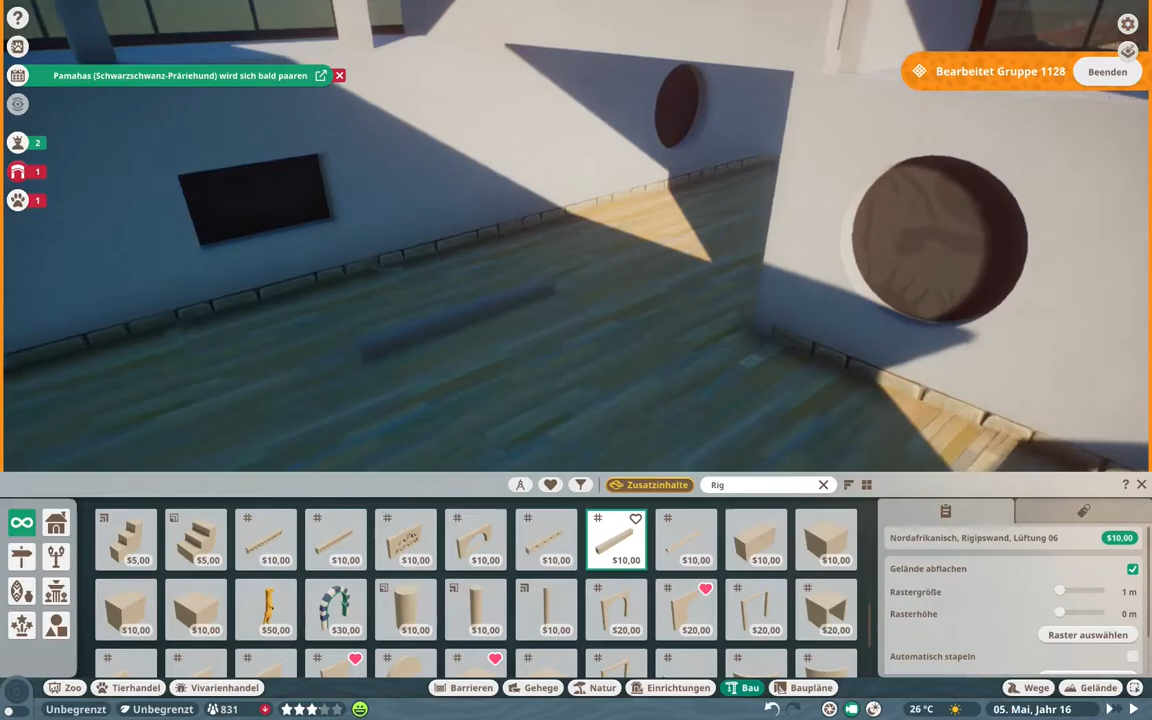 ?
Pamahas (Schwarzschwanz-Präriehund) wird sich bald paaren
Bearbeitet Gruppe 1128
Beenden
2
1
1
Zusatzinhalte
Rig
?
$5,00
$5,00
$10,00
$10,00
$10,00
$10,00
$10,00
$10,00
$10,00
$10,00
$10,00
$10,00
$10,00
$50,00
$30,00
$10,00
$10,00
$10,00
$20,00
$20,00
$20,00
$20,00
Nordafrikanisch, Rigipswand, Lüftung 06
$10,00
Gelände abflachen
Rastergröße
1 m
Rasterhöhe
0 m
Raster auswählen
Automatisch stapeln
Zoo
Tierhandel
Vivarienhandel
Barrieren
Gehege
Natur
Einrichtungen
Bau
Baupläne
Wege
Gelände
Unbegrenzt
Unbegrenzt
831
26 °C
05. Mai, Jahr 16